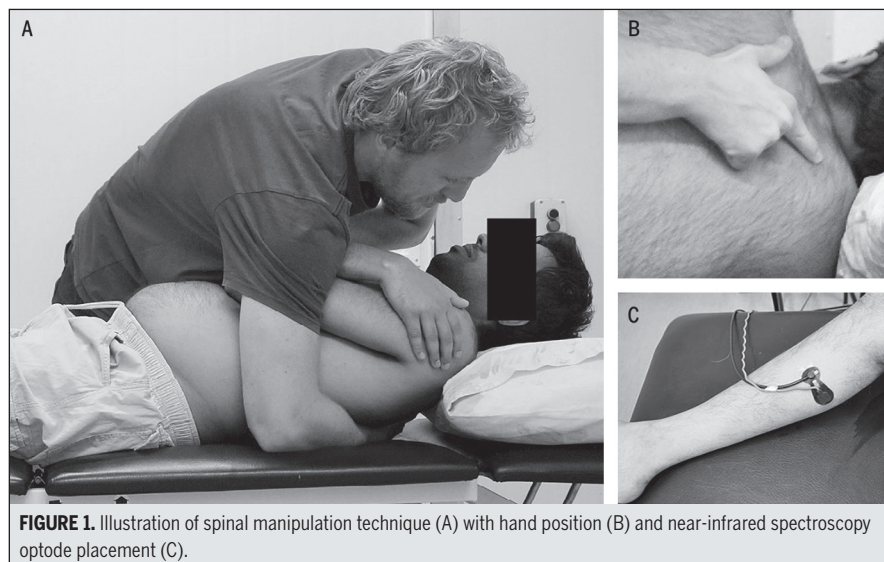 A
B
C
FIGURE 1. Illustration of spinal manipulation technique (A) with hand position (B) and near-infrared spectroscopy
optode placement (C).